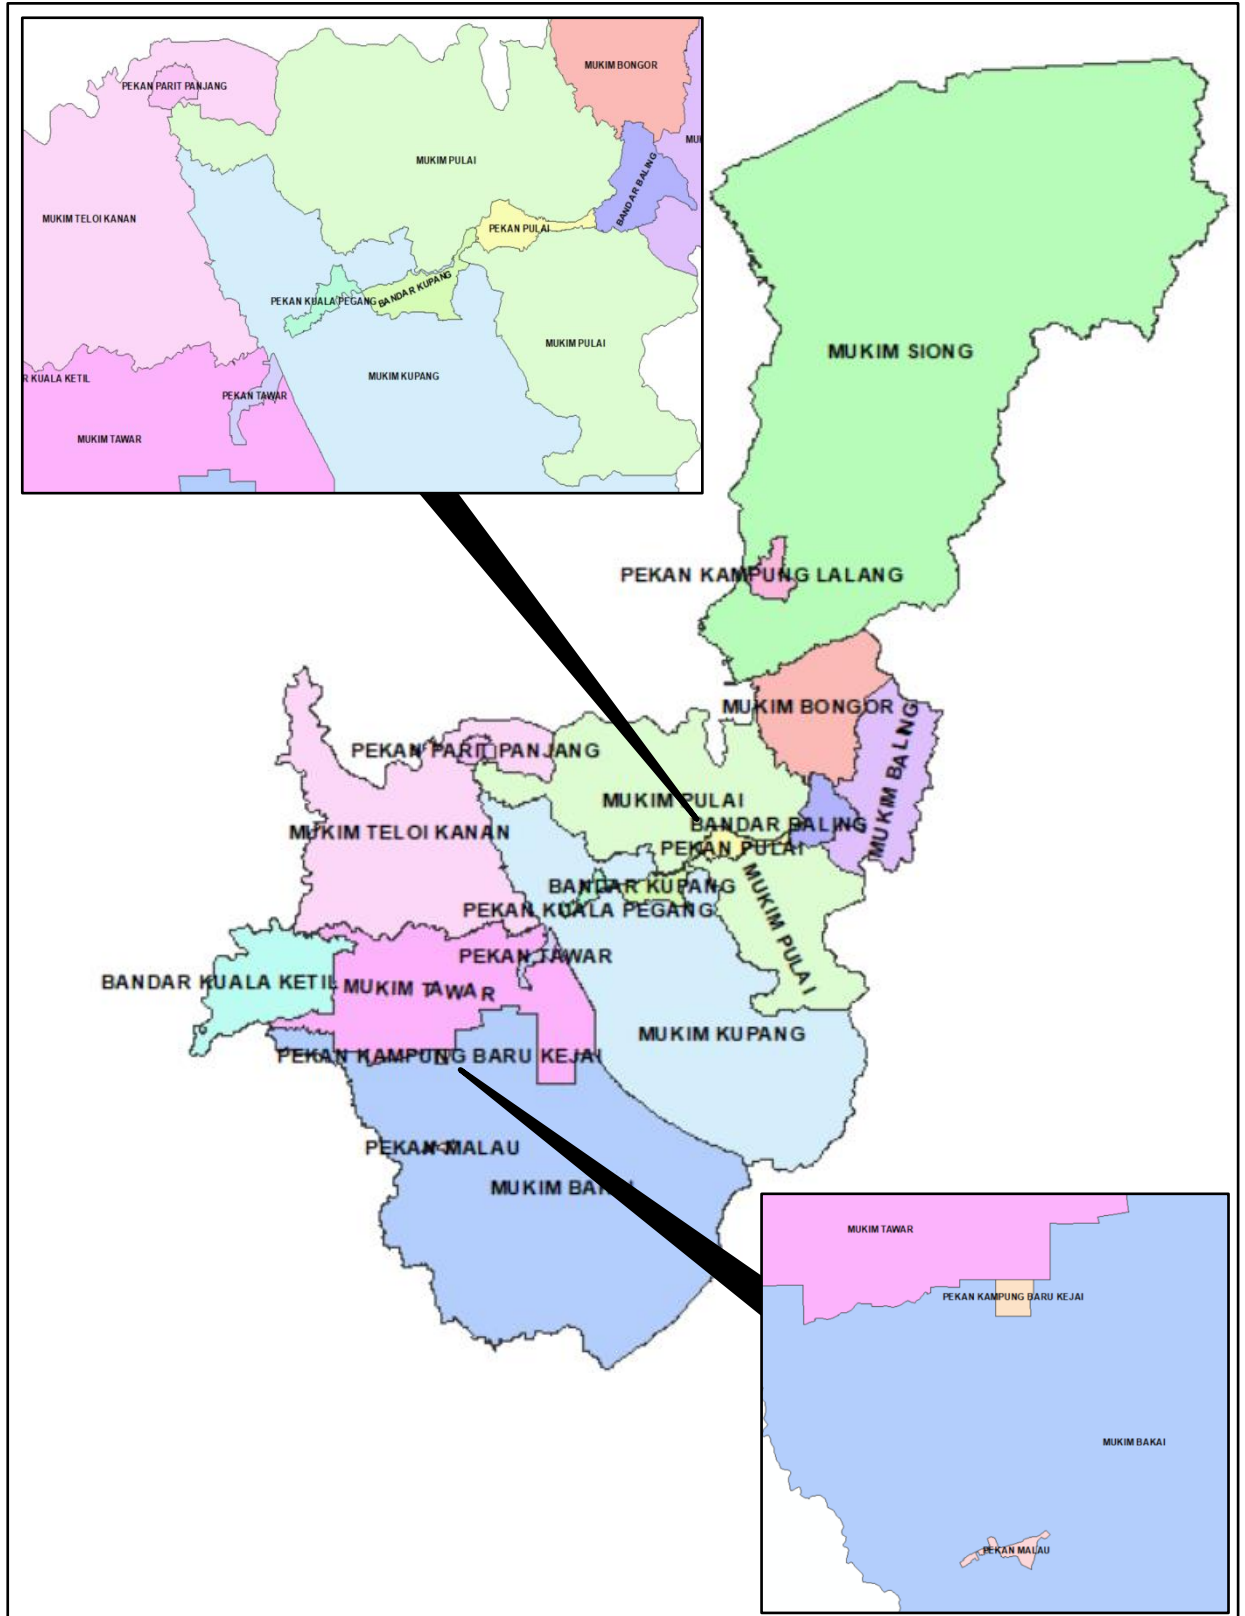 MUKIM BONGOR
PEKAN PARIT PANJANG
MUKIM PULAI
BANDAR BALING
MUKIM TELOI KANAN
PEKAN PULAI
PEKAN KUALA PEGANG
BANDAR KUPANG
MUKIM PULAI
MUKIM KUPANG
R KUALA KETIL
PEKAN TAWAR
MUKIM TAWAR
MUKIM SIONG
PEKAN KAMPUNG LALANG
MUKIM BONGOR
MUKIM BALING
PEKAN PARIT PANJANG
MUKIM PULAI
BANDAR BALING
MUKIM TELOI KANAN
PEKAN PULAI
BANDAR KUPANG
MUKIM PULAI
PEKAN KUALA PEGANG
PEKAN TAWAR
BANDAR KUALA KETIL
MUKIM TAWAR
MUKIM KUPANG
PEKAN KAMPUNG BARU KEJAI
PEKAN MALAU
MUKIM
MUKIM TAWAR
PEKAN KAMPUNG BARU KEJAI
MUKIM BAKAI
PEKAN MALAU